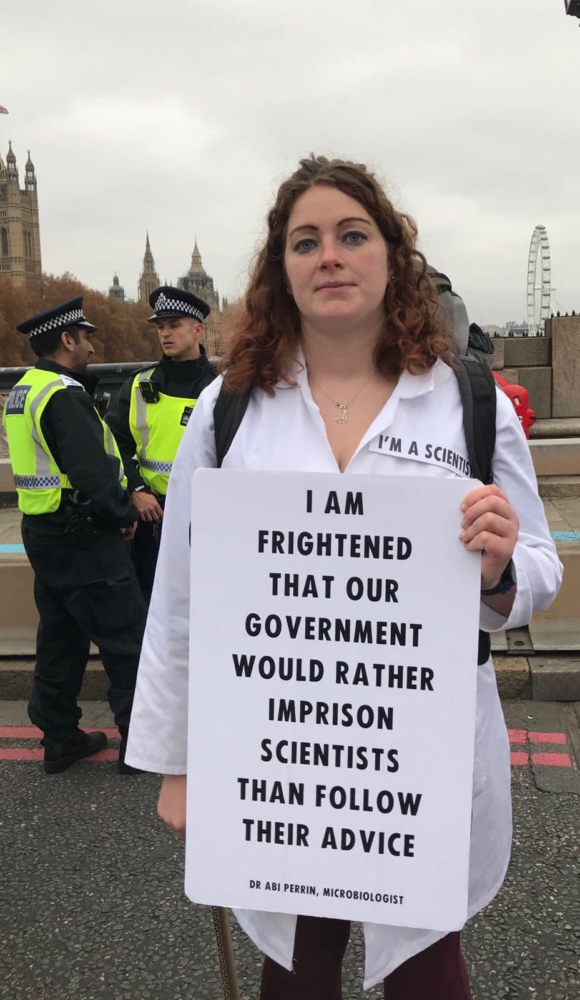 POLICE
I'M A SCIENTIS
I AM
FRIGHTENED
THAT OUR
GOVERNMENT
WOULD RATHER
IMPRISON
SCIENTISTS
THAN FOLLOW
THEIR ADVICE
DR ABI PERRIN, MICROBIOLOGIST